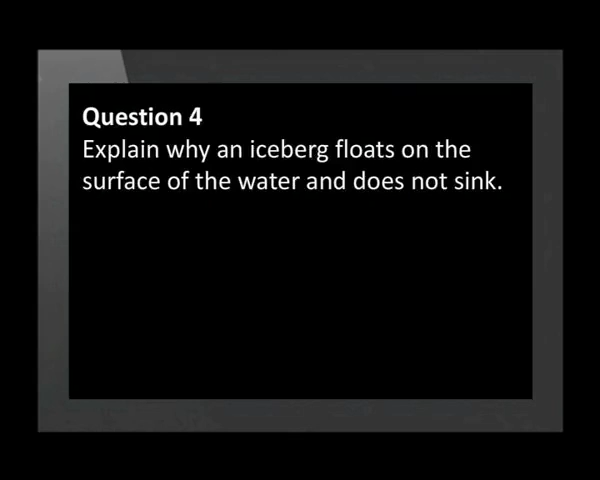 Question 4
Explain why an iceberg floats on the
surface of the water and does not sink.